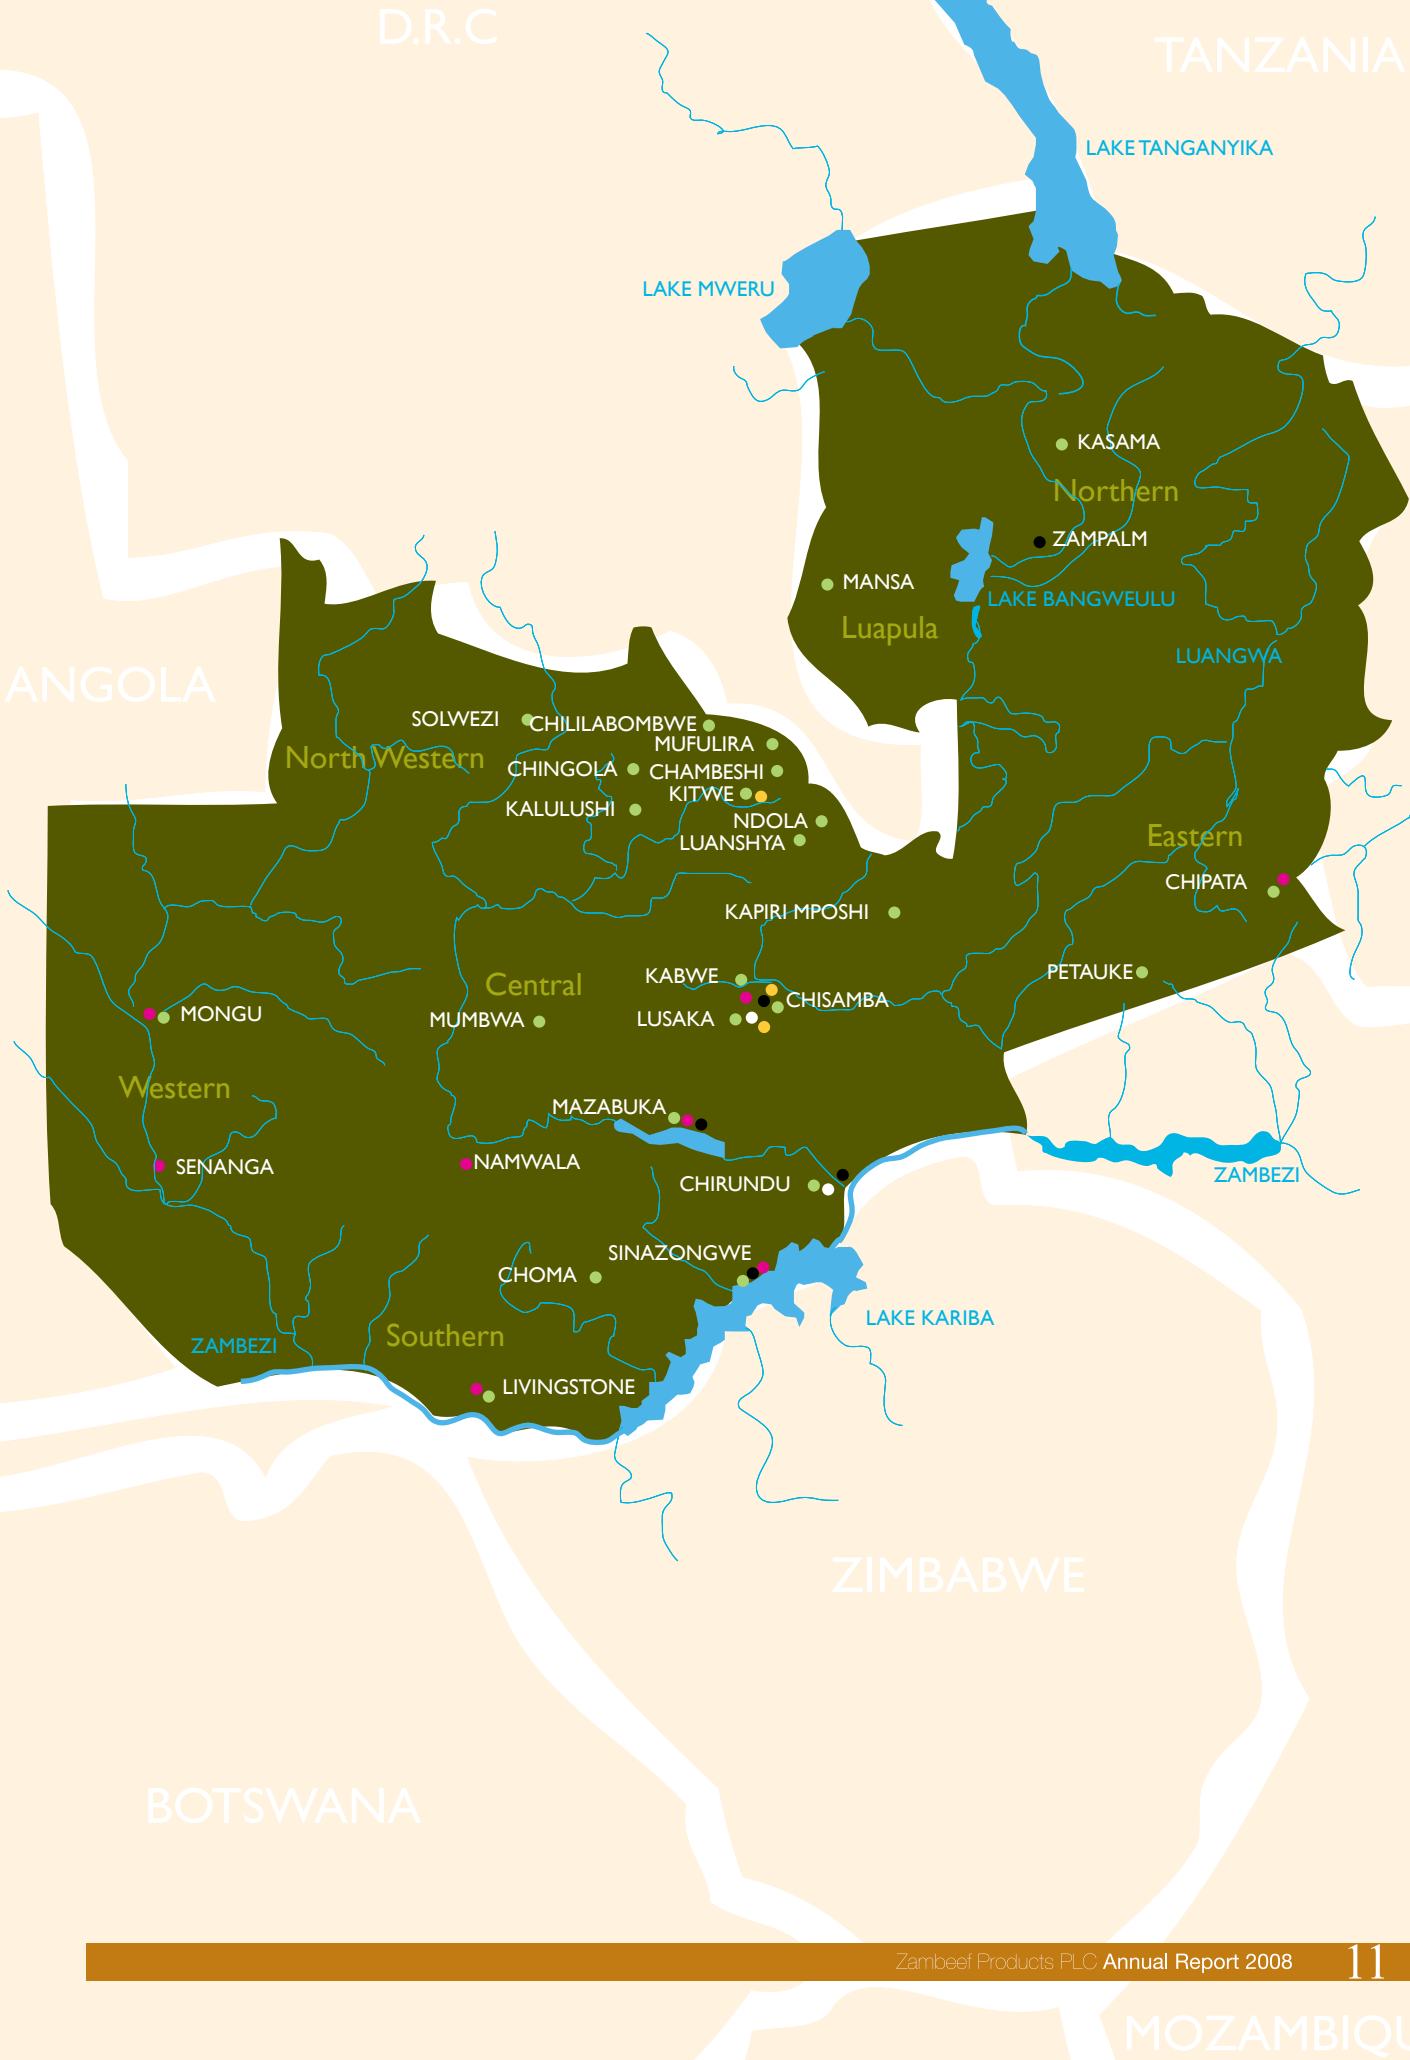 D.R.C
TANZANIA
LAKE TANGANYIKA
LAKE MWERU
KASAMA
Northern
ZAMPALM
MANSA
LAKE BANGWEULU
Luapula
LUANGWA
ANGOLA
SOLWEZI
CHILILABOMBWE
MUFULIRA
North Western
CHINGOLA
CHAMBESHI
KITWE
KALULUSHI
NDOLA
LUANSHYA
Eastern
CHIPATA
KAPIRI MPOSHI
PETAUKE
KABWE
Central
CHISAMBA
MONGU
MUMBWA
LUSAKA
Western
MAZABUKA
SENANGA
NAMWALA
CHIRUNDU
ZAMBEZI
SINAZONGWE
CHOMA
LAKE KARIBA
Southern
ZAMBEZI
LIVINGSTONE
ZIMBABWE
BOTSWANA
Zambeef Products PLC Annual Report 2008 11
MOZAMBIQU